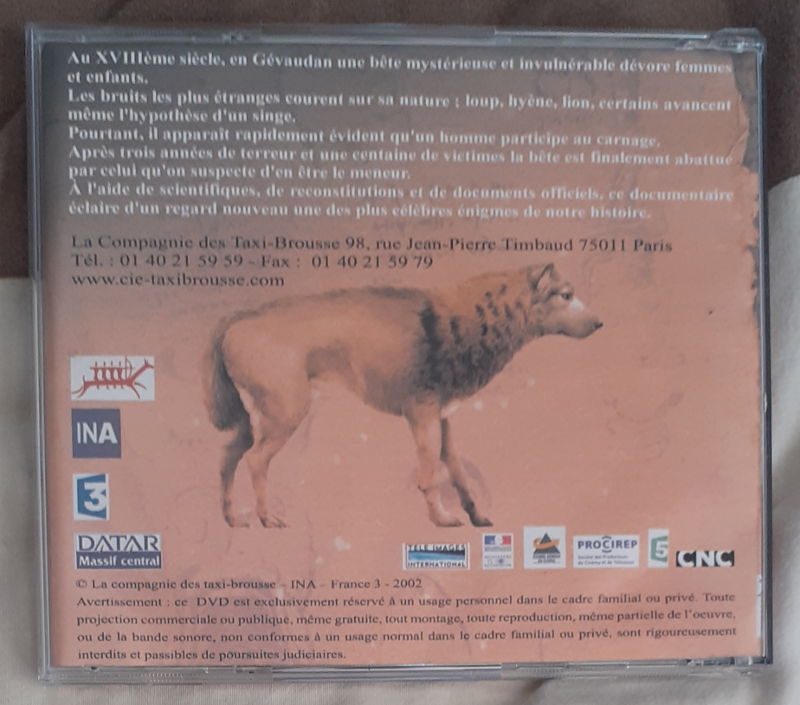 Au XVIIIème siècle, en Gévaudan une bête mystérieuse et invulnérable dévore femmes
et enfants.
Les bruits les plus étranges courent sur sa nature ; loup, hyène, lion, certains avancent
même l'hypothèse d'un singe.
Pourtant, il apparaît rapidement évident qu'un homme participe au carnage.
Après trois années de terreur et une centaine de victimes la bête est finalement abattue
par celui qu'on suspecte d'en être le meneur.
À l'aide de scientifiques, de reconstitutions et de documents officiels, ce documentaire
éclaire d'un regard nouveau une des plus célèbres énigmes de notre histoire.
La Compagnie des Taxi-Brousse 98, rue Jean-Pierre Timbaud 75011 Paris
Tél. : 01 40 21 59 59 - Fax : 01 40 21 59 79
www.cie-taxibrousse.com
INA
3
DATAR
Massif central
TELE IMAGES
INTERNATIONAL
PROCIREP
5
CNC
© La compagnie des taxi-brousse - INA - France 3 - 2002
Avertissement : ce DVD est exclusivement réservé à un usage personnel dans le cadre familial ou privé. Toute
projection commerciale ou publique, même gratuite, tout montage, toute reproduction, même partielle de l'oeuvre,
ou de la bande sonore, non conformes à un usage normal dans le cadre familial ou privé, sont rigoureusement
interdits et passibles de poursuites judiciaires.